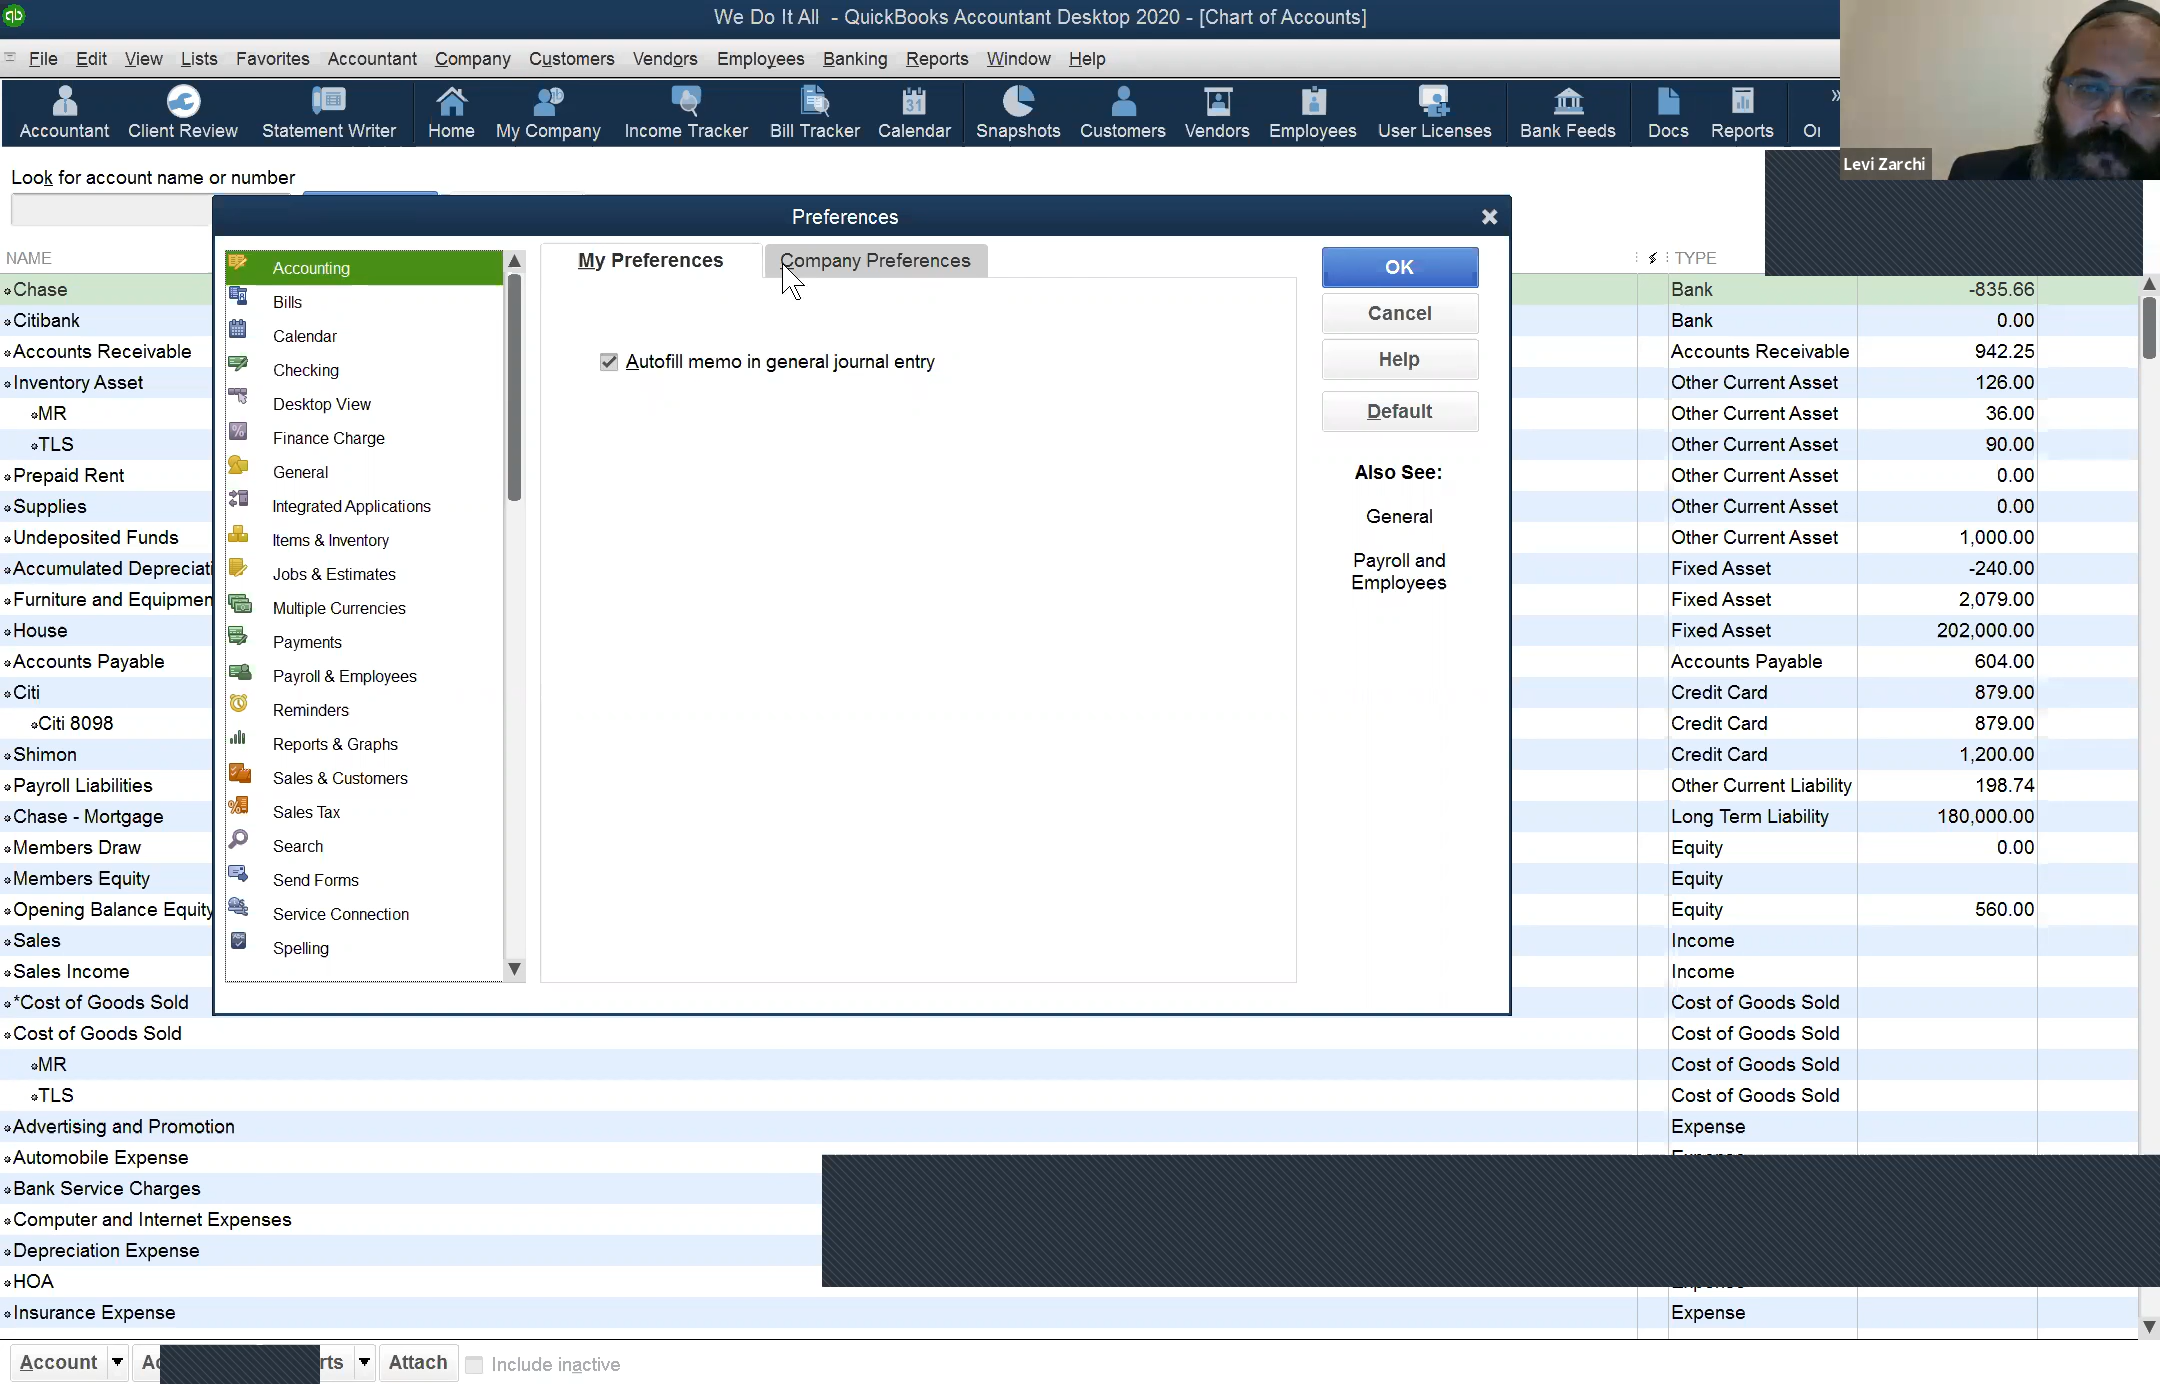 We Do It All - QuickBooks Accountant Desktop 2020 - [Chart of Accounts]
File Edit View Lists Favorites Accountant Company Customers Vendors Employees Banking Reports Window Help
Accountant Client Review Statement Writer Home My Company Income Tracker Bill Tracker Calendar Snapshots Customers Vendors Employees User Licenses Bank Feeds Docs Reports
Levi Zarchi
Look for account name or number
Preferences
NAME
TYPE
Accounting
Bills
Calendar
Checking
Desktop View
Finance Charge
General
Integrated Applications
Items & Inventory
Jobs & Estimates
Multiple Currencies
Payments
Payroll & Employees
Reminders
Reports & Graphs
Sales & Customers
Sales Tax
Search
Send Forms
Service Connection
Spelling
My Preferences
Company Preferences
Autofill memo in general journal entry
OK
Cancel
Help
Default
Also See:
General
Payroll and
Employees
Chase Bank -835.66
Citibank Bank 0.00
Accounts Receivable Accounts Receivable 942.25
Inventory Asset Other Current Asset 126.00
MR Other Current Asset 36.00
TLS Other Current Asset 90.00
Prepaid Rent Other Current Asset 0.00
Supplies Other Current Asset 0.00
Undeposited Funds Other Current Asset 1,000.00
Accumulated Depreciati Fixed Asset -240.00
Furniture and Equipmen Fixed Asset 2,079.00
House Fixed Asset 202,000.00
Accounts Payable Accounts Payable 604.00
Citi Credit Card 879.00
Citi 8098 Credit Card 879.00
Shimon Credit Card 1,200.00
Payroll Liabilities Other Current Liability 198.74
Chase - Mortgage Long Term Liability 180,000.00
Members Draw Equity 0.00
Members Equity Equity
Opening Balance Equity Equity 560.00
Sales Income
Sales Income Income
*Cost of Goods Sold Cost of Goods Sold
Cost of Goods Sold Cost of Goods Sold
MR Cost of Goods Sold
TLS Cost of Goods Sold
Advertising and Promotion Expense
Automobile Expense
Bank Service Charges
Computer and Internet Expenses
Depreciation Expense
HOA
Insurance Expense Expense
Account Attach Include inactive